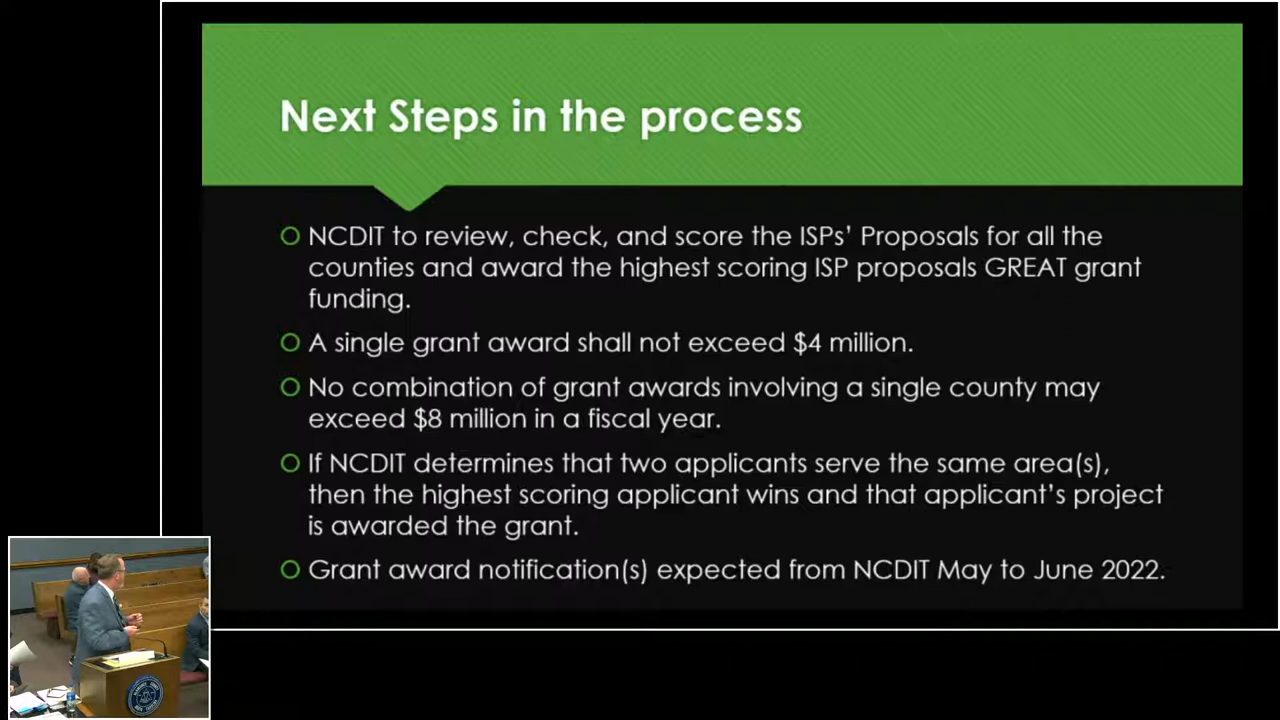 Next Steps in the process
NCDIT to review, check, and score the ISPs' Proposals for all the
counties and award the highest scoring ISP proposals GREAT grant
funding.
A single grant award shall not exceed $4 million.
No combination of grant awards involving a single county may
exceed $8 million in a fiscal year.
If NCDIT determines that two applicants serve the same area(s),
then the highest scoring applicant wins and that applicant's project
is awarded the grant.
Grant award notification(s) expected from NCDIT May to June 2022.